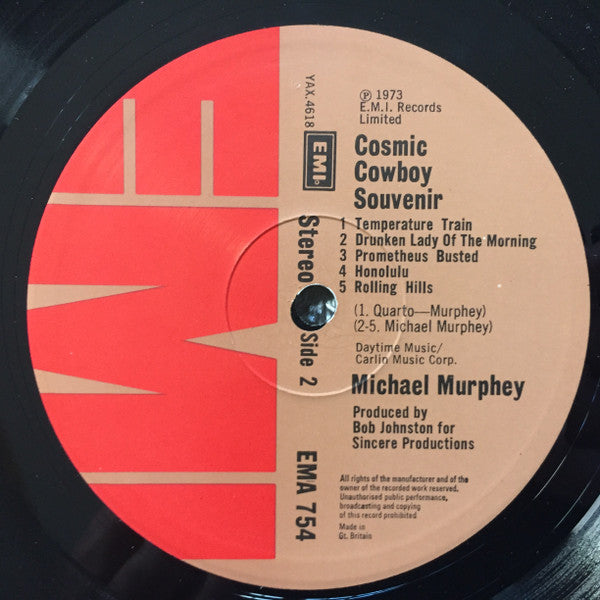 ℗ 1973
E.M.I. Records
Limited
YAX.4618
EMI
Stereo Side 2
EMA 754
Cosmic
Cowboy
Souvenir
1 Temperature Train
2 Drunken Lady Of The Morning
3 Prometheus Busted
4 Honolulu
5 Rolling Hills
(1. Quarto—Murphey)
(2-5. Michael Murphey)
Daytime Music/
Carlin Music Corp.
Michael Murphey
Produced by
Bob Johnston for
Sincere Productions
All rights of the manufacturer and of the
owner of the recorded work reserved.
Unauthorised public performance,
broadcasting and copying
of this record prohibited
Made in
Gt. Britain